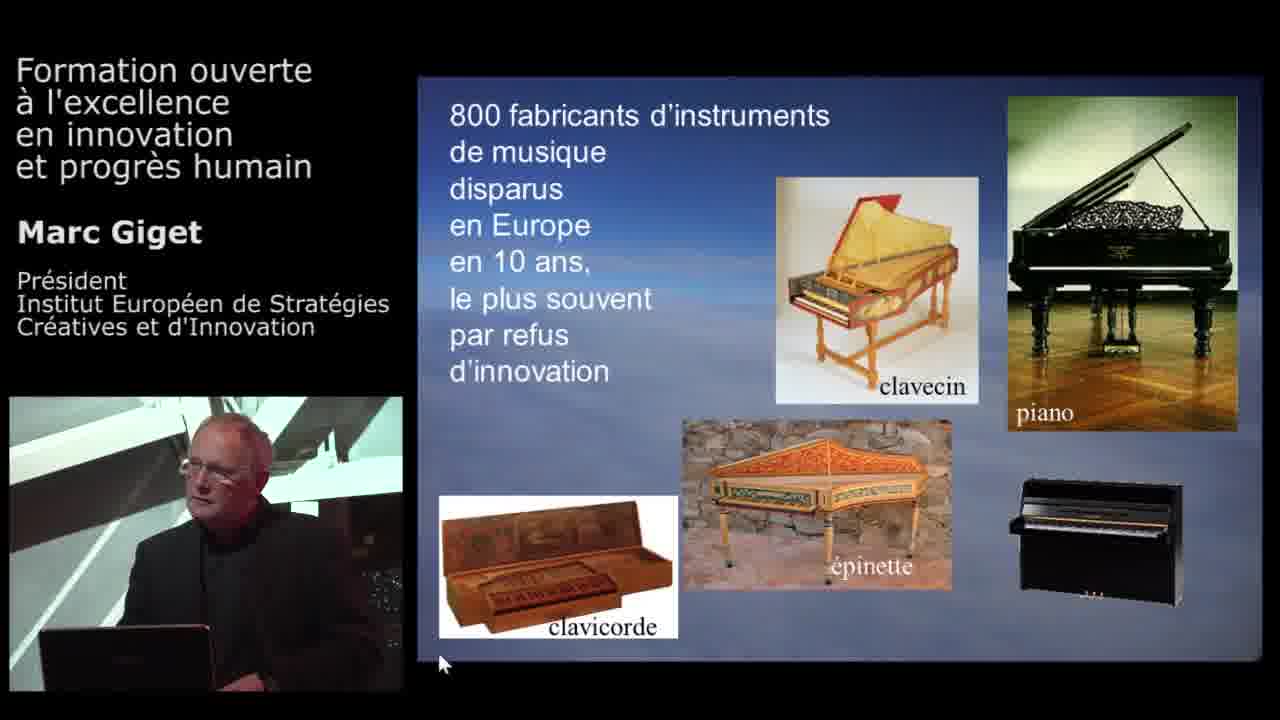 Formation ouverte
à l'excellence
en innovation
et progrès humain
Marc Giget
Président
Institut Européen de Stratégies
Créatives et d'Innovation
800 fabricants d'instruments
de musique
disparus
en Europe
en 10 ans,
le plus souvent
par refus
d'innovation
clavecin
piano
épinette
clavicorde